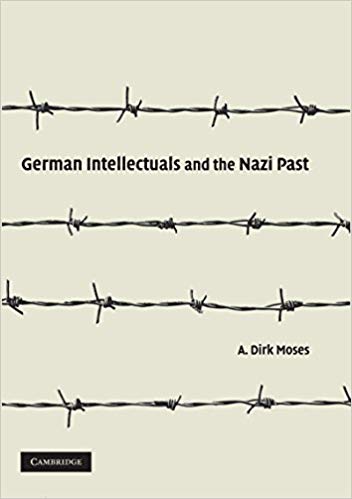 German Intellectuals and the Nazi Past
A. Dirk Moses
CAMBRIDGE